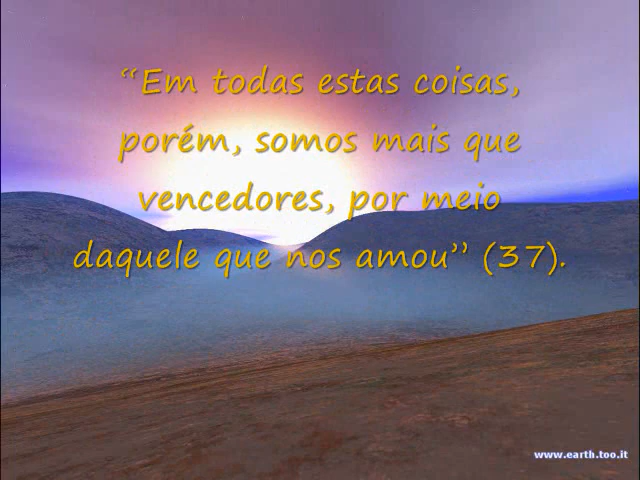 “Em todas estas coisas,
porém, somos mais que
vencedores, por meio
daquele que nos amou” (37).
www.earth.too.it